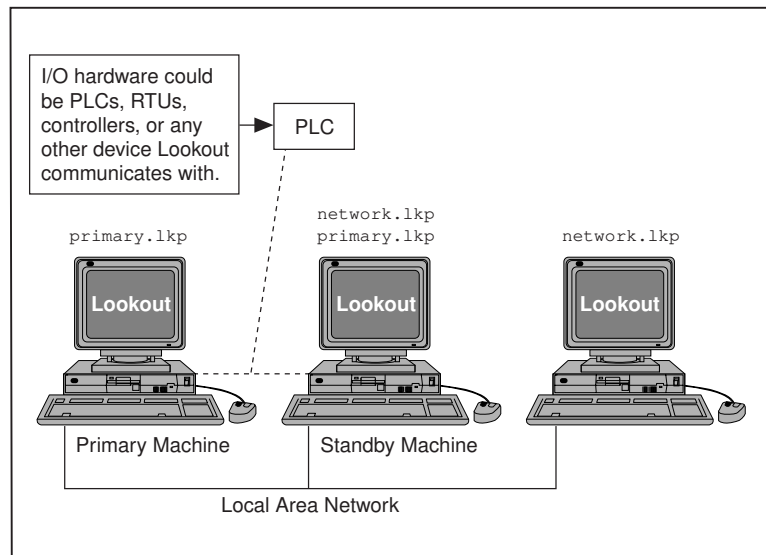 I/O hardware could
be PLCs, RTUs,
controllers, or any
other device Lookout
communicates with.
PLC
network.lkp
primary.lkp
primary.lkp
network.lkp
Lookout
Lookout
Lookout
Primary Machine
Standby Machine
Local Area Network